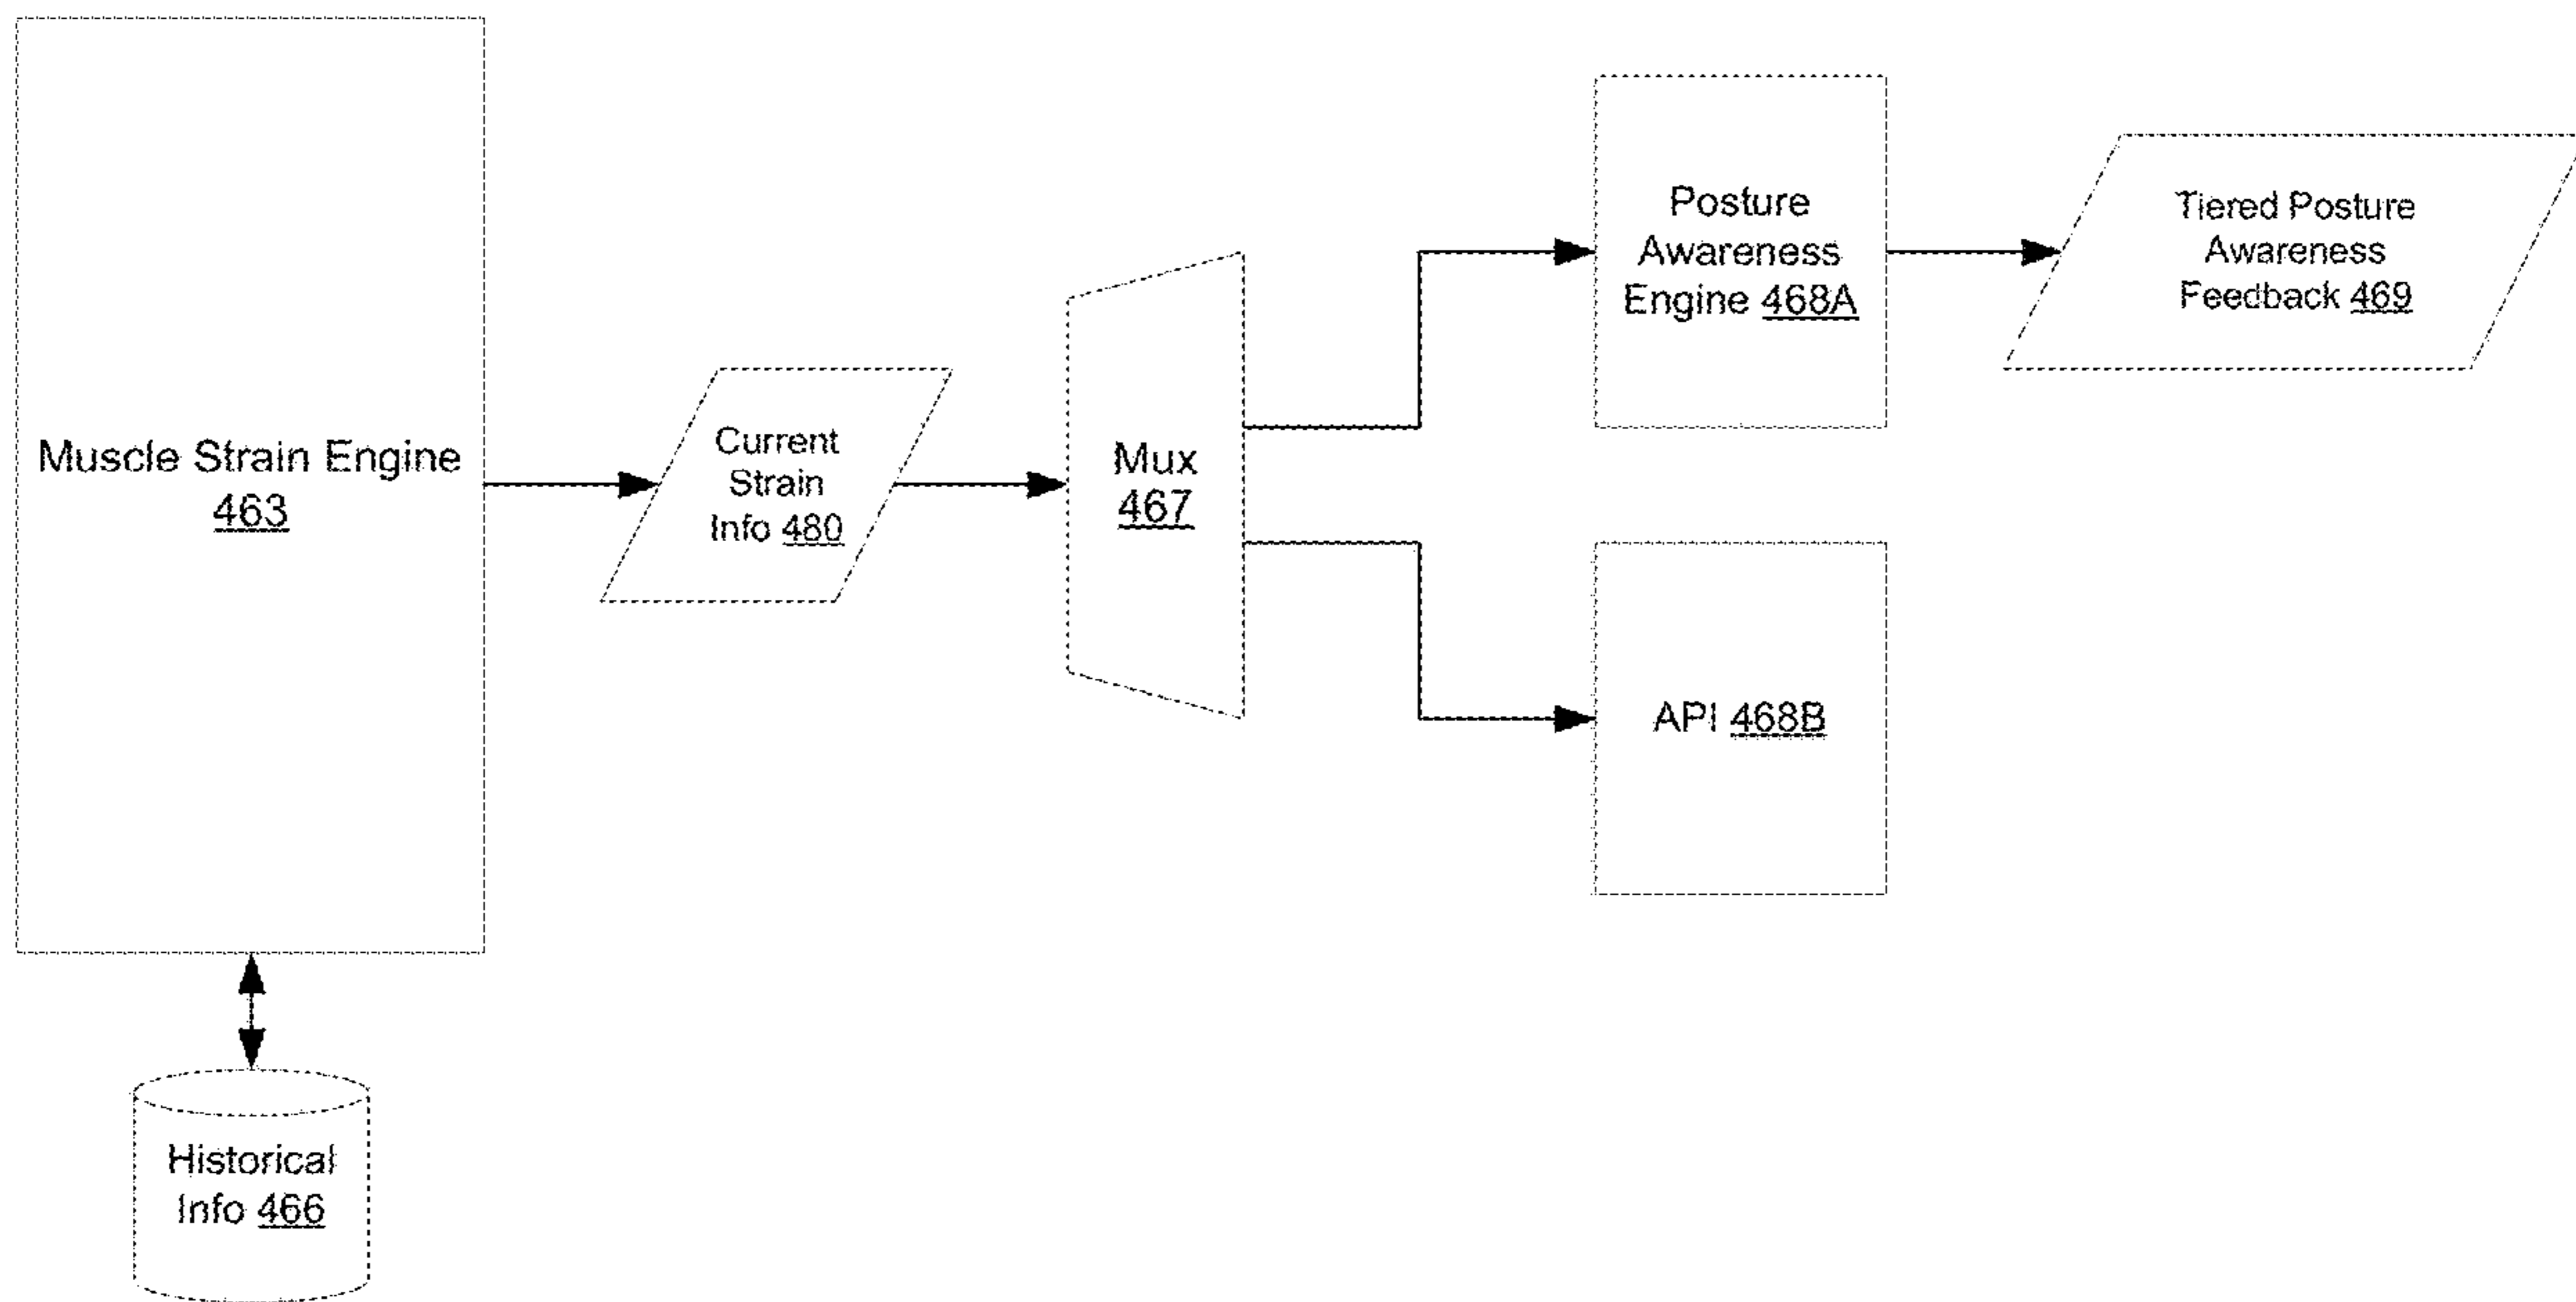 Muscle Strain Engine
463
Historical
Info 466
Current
Strain
Info 480
Mux
467
Posture
Awareness
Engine 468A
API 468B
Tiered Posture
Awareness
Feedback 469